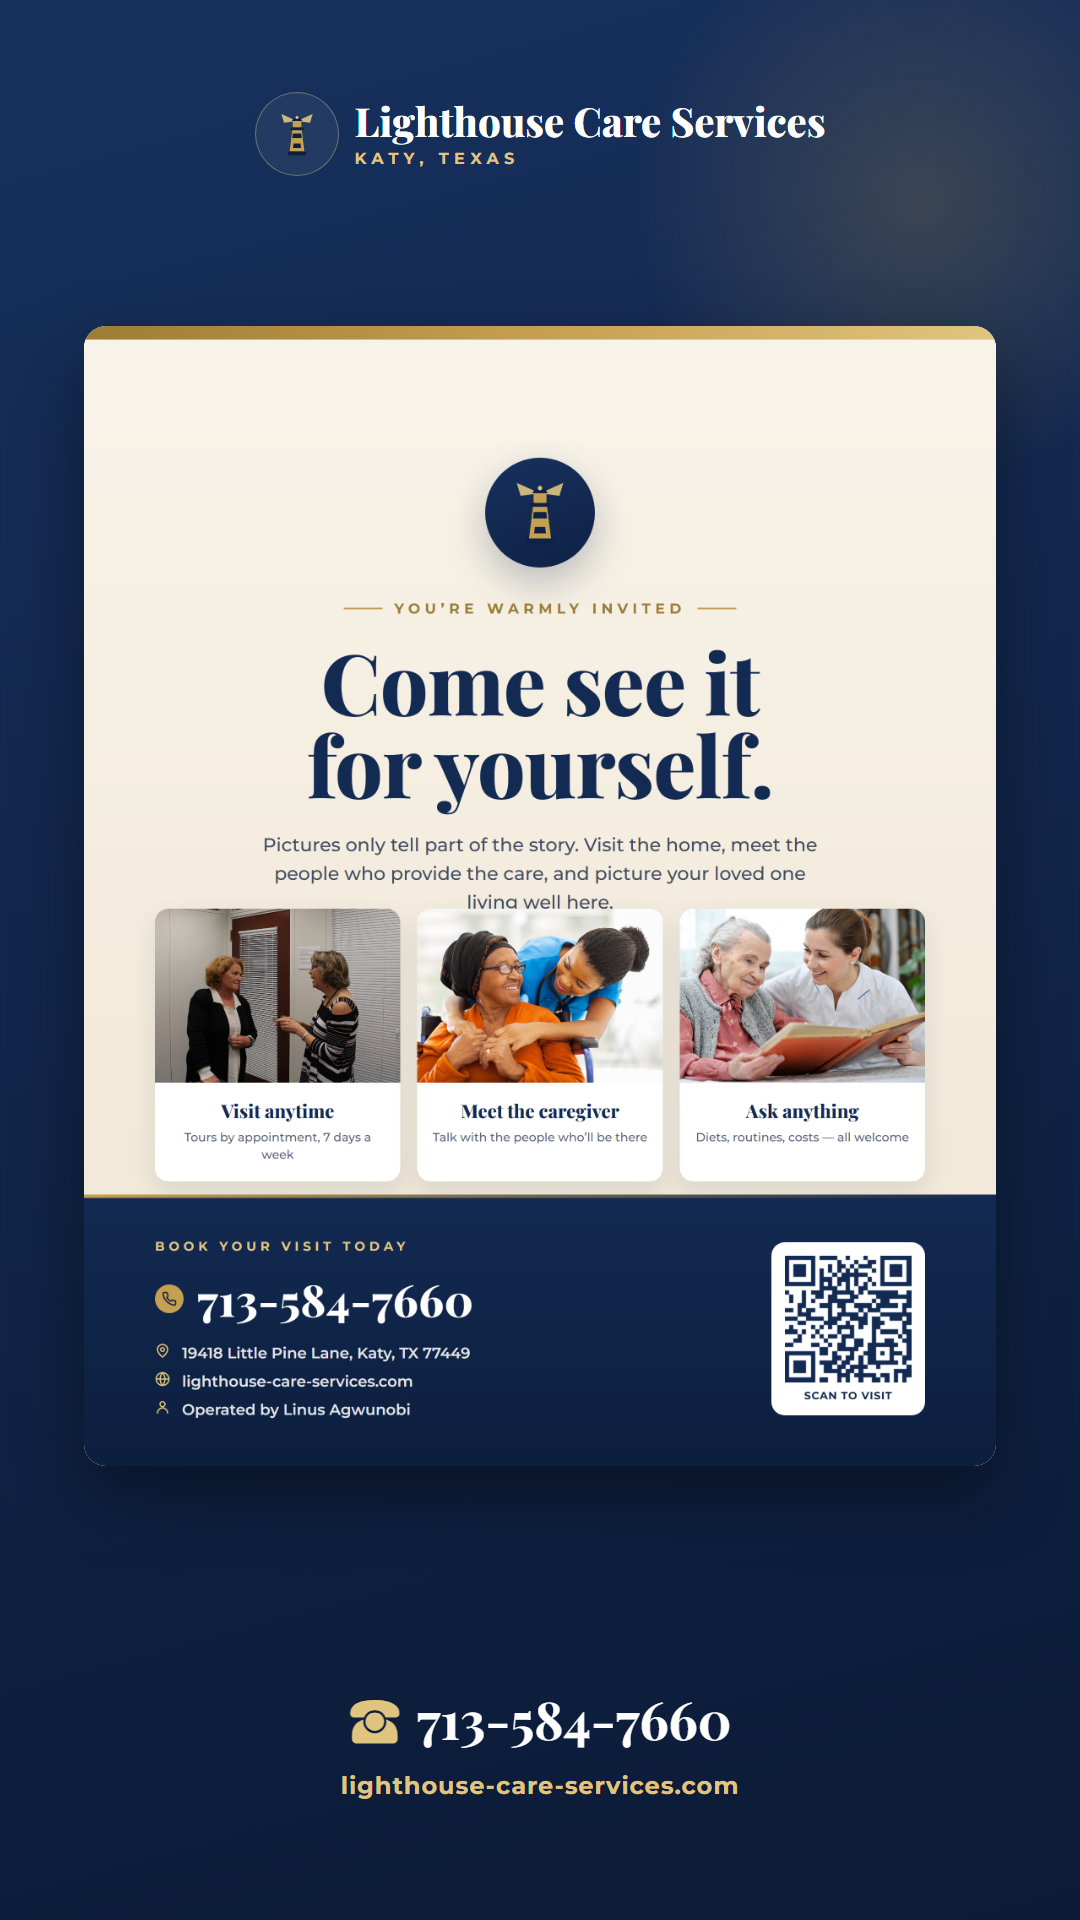 Lighthouse Care Services
KATY, TEXAS
YOU'RE WARMLY INVITED
Come see it
for yourself.
Pictures only tell part of the story. Visit the home, meet the
people who provide the care, and picture your loved one
living well here.
Visit anytime
Tours by appointment, 7 days a
week
Meet the caregiver
Talk with the people who'll be there
Ask anything
Diets, routines, costs — all welcome
BOOK YOUR VISIT TODAY
713-584-7660
19418 Little Pine Lane, Katy, TX 77449
lighthouse-care-services.com
Operated by Linus Agwunobi
SCAN TO VISIT
713-584-7660
lighthouse-care-services.com